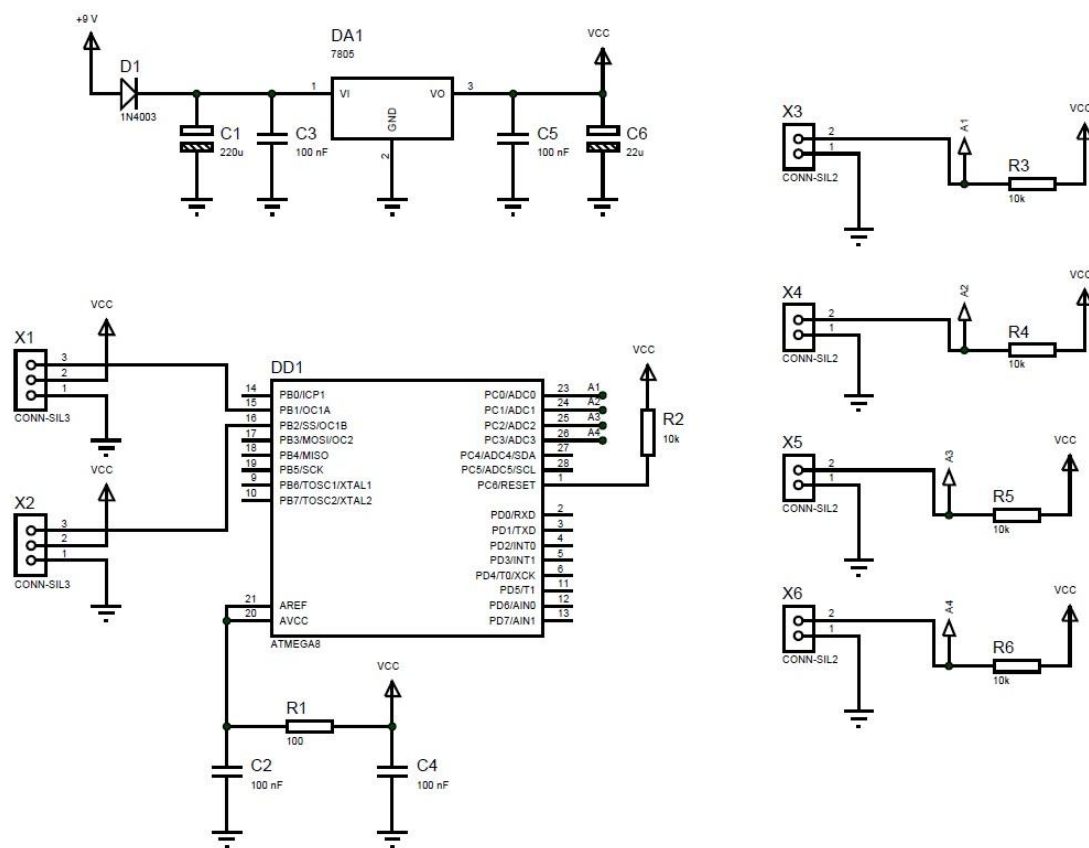 +9 V
D1
1N4003
C1
220u
C3
100 nF
DA1
7805
1
VI
VO
3
GND
2
C5
100 nF
VCC
C6
22u
X1
3
2
1
CONN-SIL3
VCC
X2
3
2
1
CONN-SIL3
VCC
DD1
14 PB0/ICP1
15 PB1/OC1A
16 PB2/SS/OC1B
17 PB3/MOSI/OC2
18 PB4/MISO
19 PB5/SCK
9 PB6/TOSC1/XTAL1
10 PB7/TOSC2/XTAL2
21 AREF
20 AVCC
PC0/ADC0 23 A1
PC1/ADC1 24 A2
PC2/ADC2 25 A3
PC3/ADC3 26 A4
PC4/ADC4/SDA 27
PC5/ADC5/SCL 28
PC6/RESET 1
PD0/RXD 2
PD1/TXD 3
PD2/INT0 4
PD3/INT1 5
PD4/T0/XCK 6
PD5/T1 11
PD6/AIN0 12
PD7/AIN1 13
ATMEGA8
VCC
R2
10k
R1
100
VCC
C2
100 nF
C4
100 nF
X3
2
1
CONN-SIL2
A1
R3
10k
VCC
X4
2
1
CONN-SIL2
A2
R4
10k
VCC
X5
2
1
CONN-SIL2
A3
R5
10k
VCC
X6
2
1
CONN-SIL2
A4
R6
10k
VCC